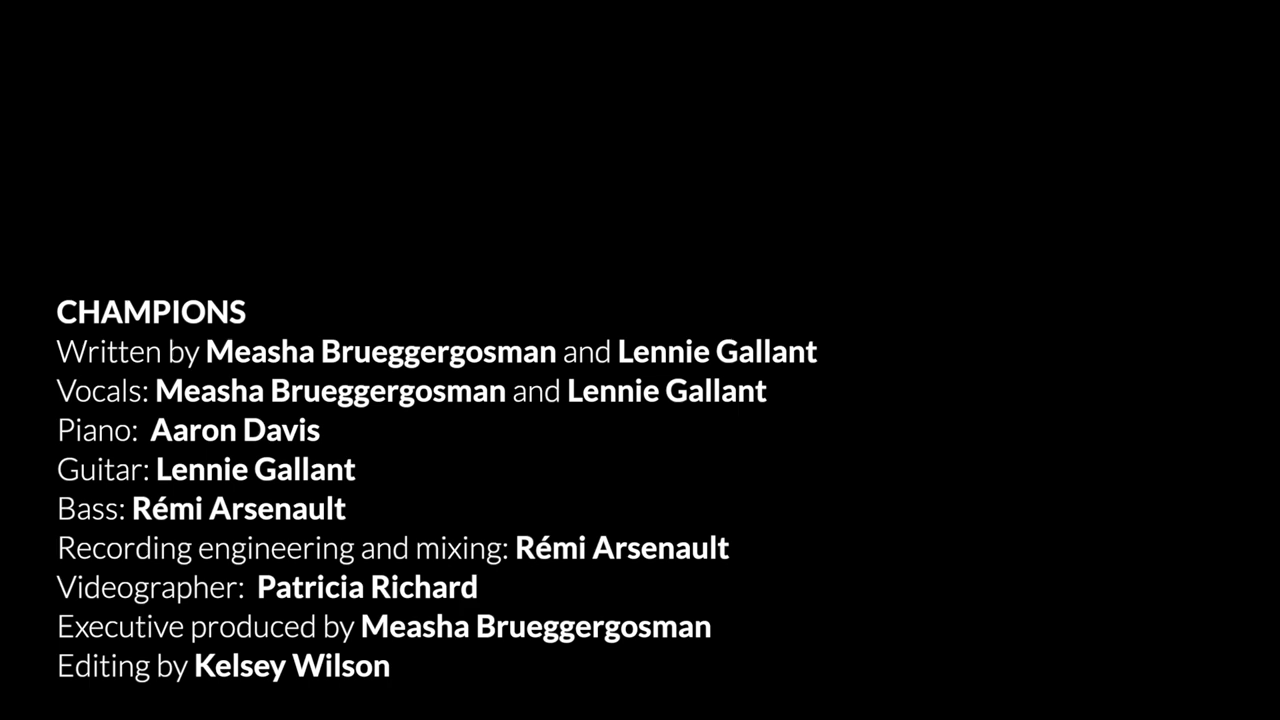 CHAMPIONS
Written by Measha Brueggergosman and Lennie Gallant
Vocals: Measha Brueggergosman and Lennie Gallant
Piano: Aaron Davis
Guitar: Lennie Gallant
Bass: Rémi Arsenault
Recording engineering and mixing: Rémi Arsenault
Videographer: Patricia Richard
Executive produced by Measha Brueggergosman
Editing by Kelsey Wilson